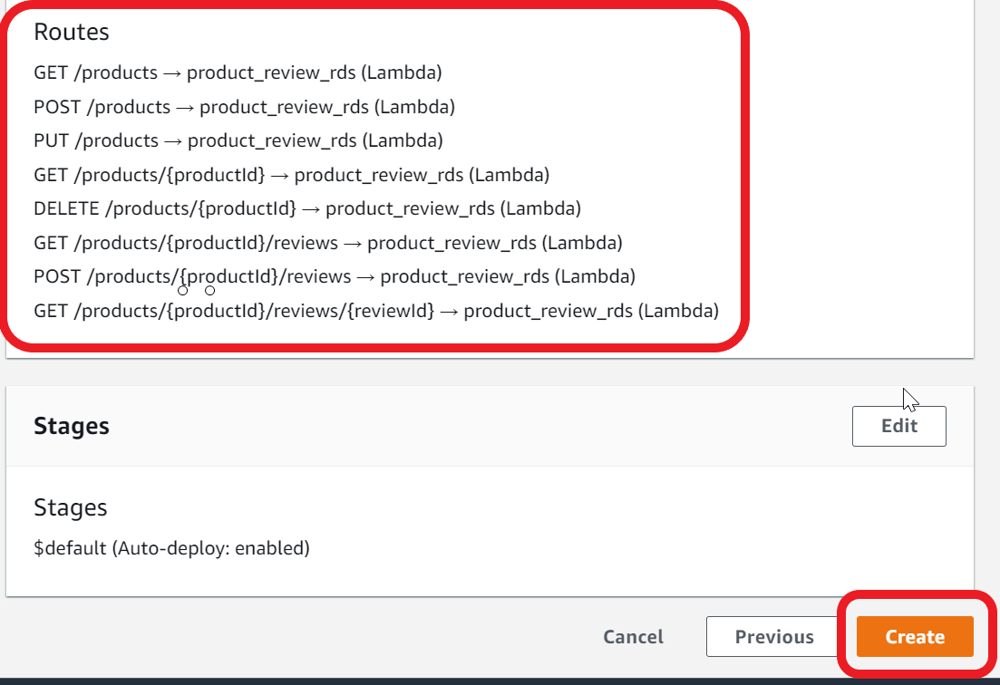 Routes
GET /products → product_review_rds (Lambda)
POST /products → product_review_rds (Lambda)
PUT /products → product_review_rds (Lambda)
GET /products/{productId} → product_review_rds (Lambda)
DELETE /products/{productId} → product_review_rds (Lambda)
GET /products/{productId}/reviews → product_review_rds (Lambda)
POST /products/{productId}/reviews → product_review_rds (Lambda)
GET /products/{productId}/reviews/{reviewId} → product_review_rds (Lambda)
Stages
Edit
Stages
$default (Auto-deploy: enabled)
Cancel
Previous
Create